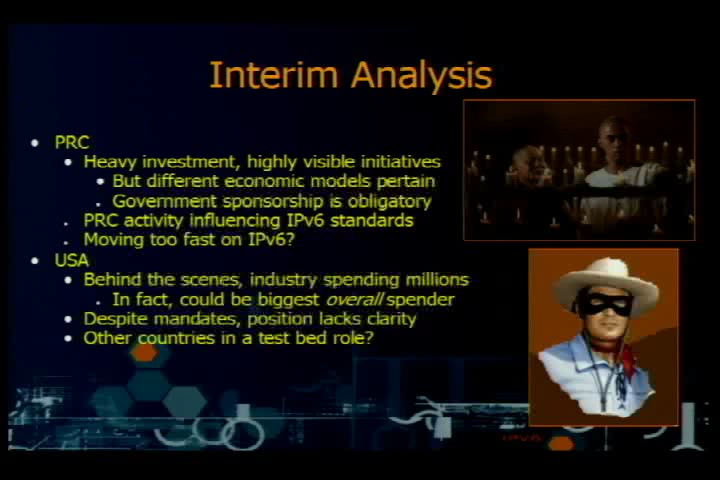 Interim Analysis
PRC
Heavy investment, highly visible initiatives
But different economic models pertain
Government sponsorship is obligatory
PRC activity influencing IPv6 standards
Moving too fast on IPv6?
USA
Behind the scenes, industry spending millions
In fact, could be biggest overall spender
Despite mandates, position lacks clarity
Other countries in a test bed role?
IPv6